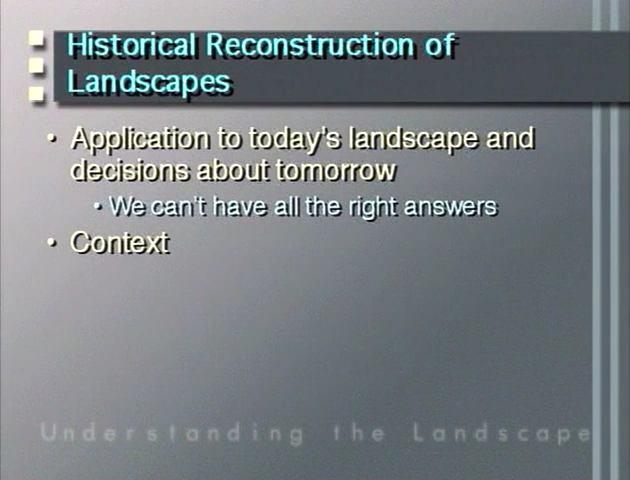 Historical Reconstruction of
Landscapes
• Application to today's landscape and
decisions about tomorrow
• We can't have all the right answers
• Context
Understanding the Landscape